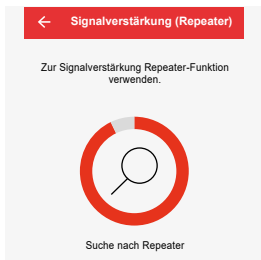 Signalverstärkung (Repeater)
Zur Signalverstärkung Repeater-Funktion
verwenden.
Suche nach Repeater